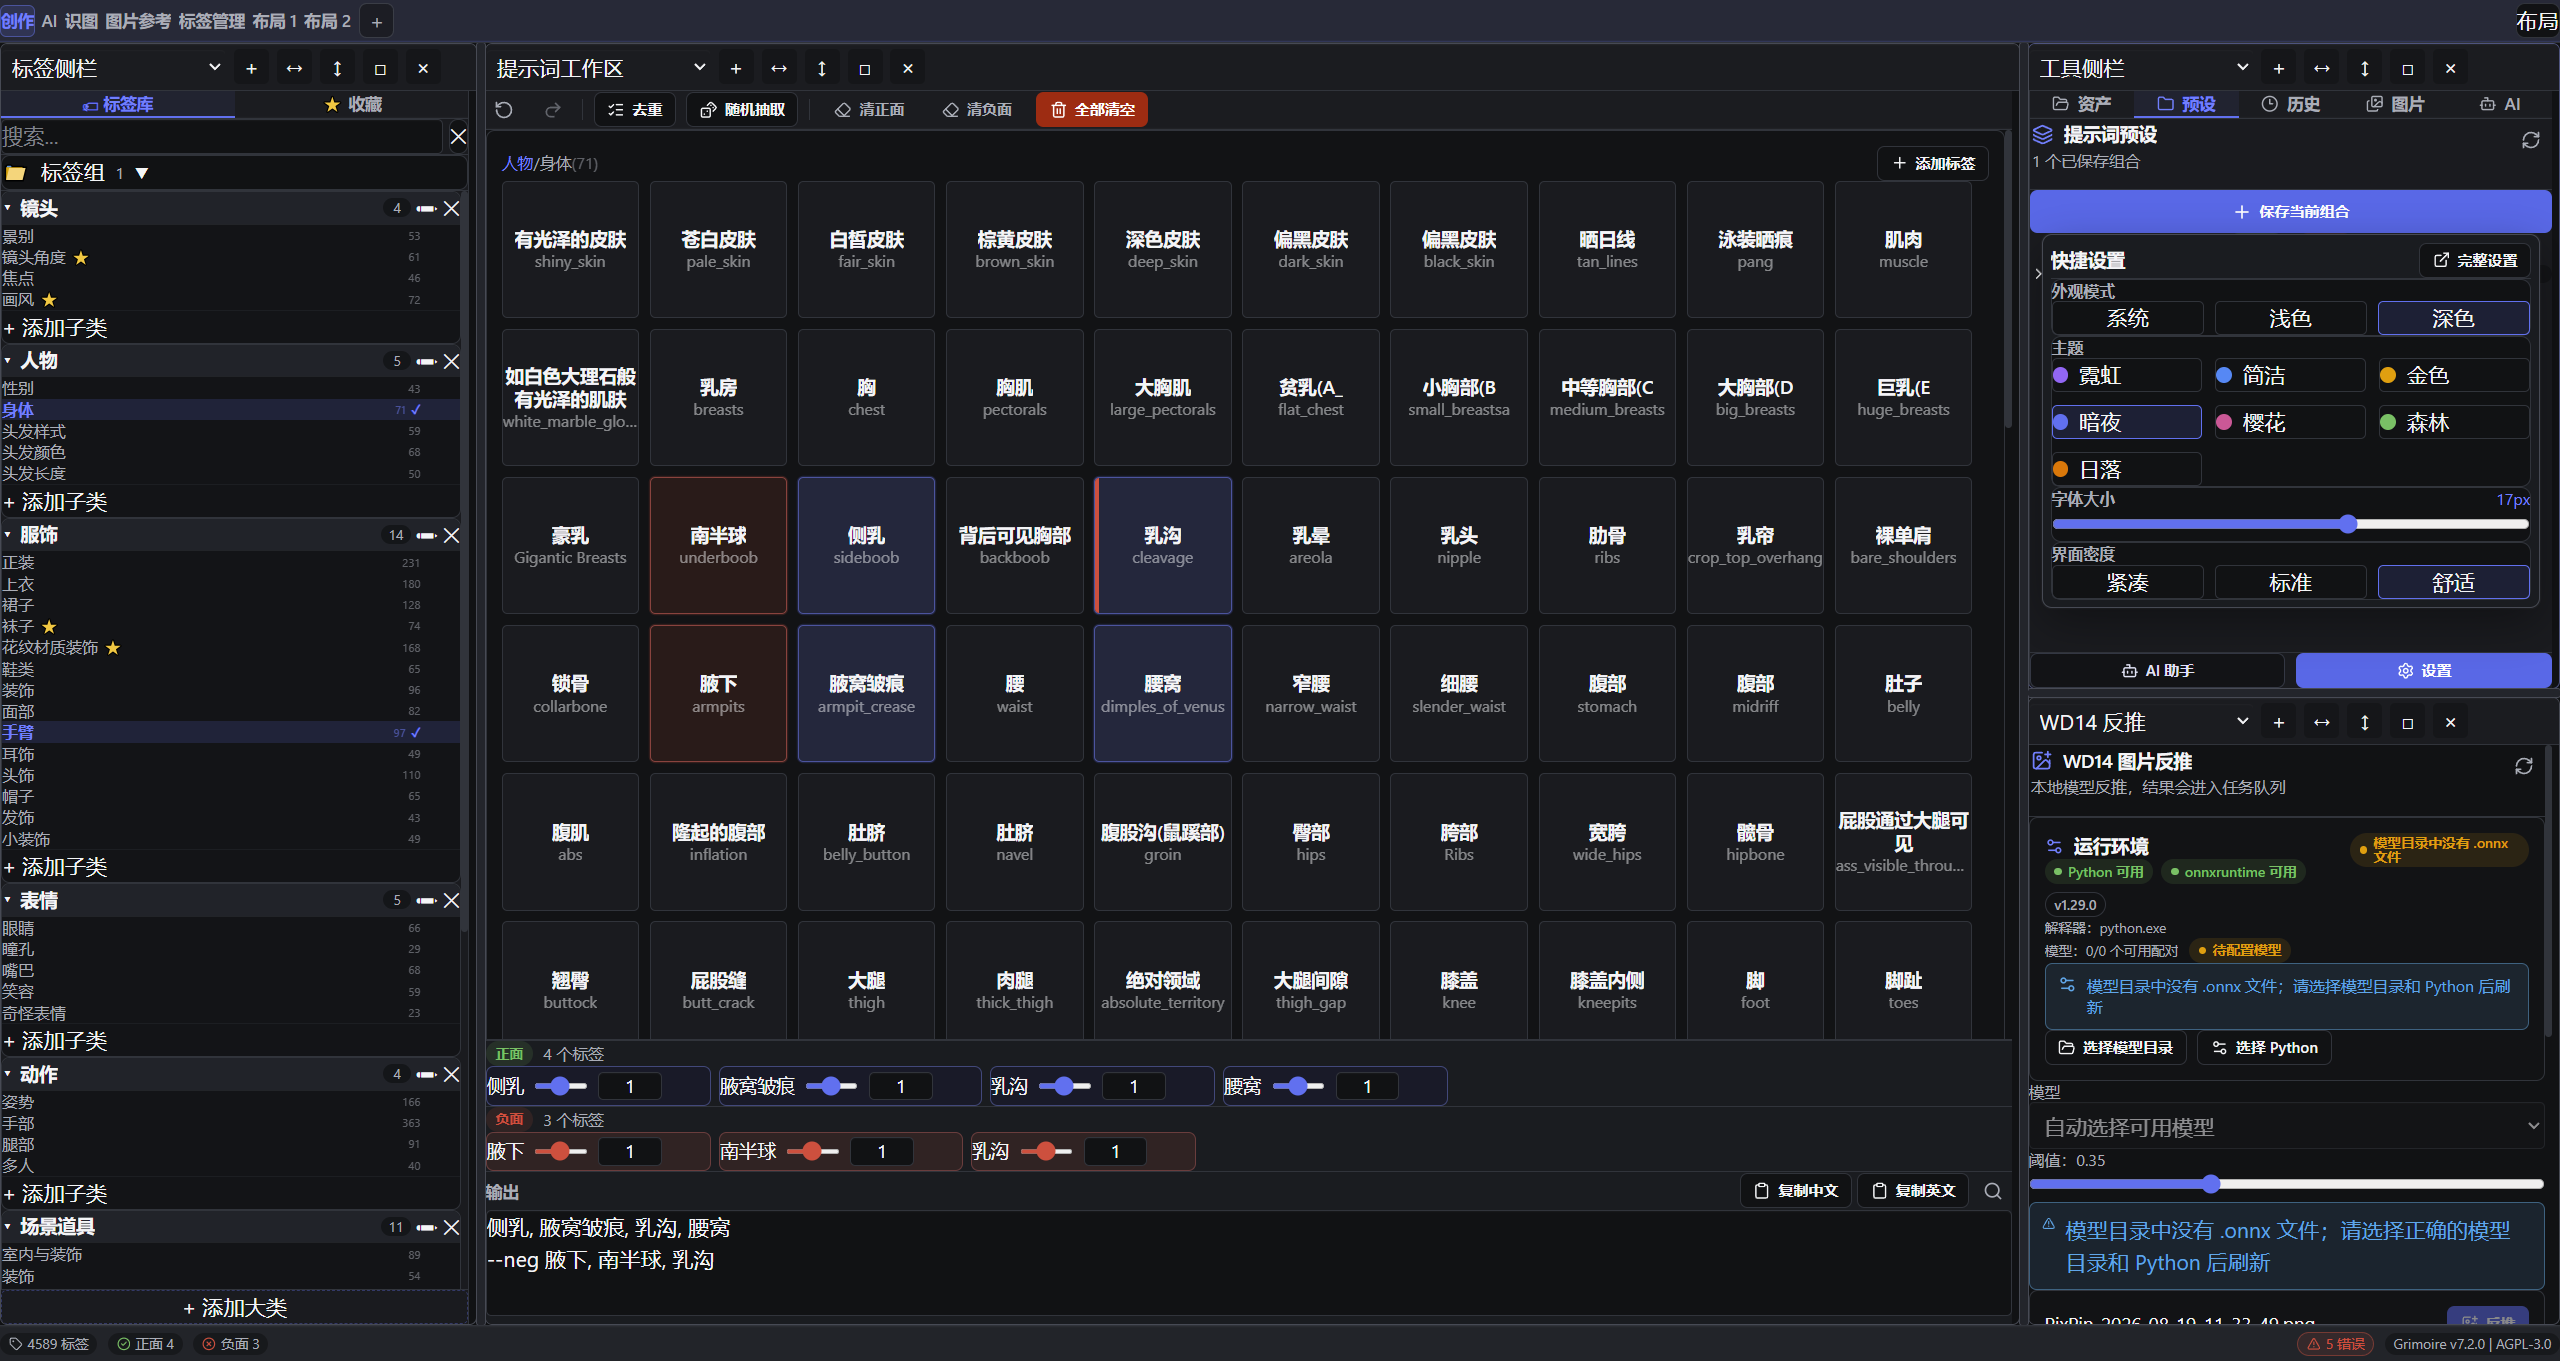 创作 AI 识图 图片参考 标签管理 布局 1 布局 2 +
布局
标签侧栏
标签库 收藏
搜索...
标签组 1 ▼
镜头 4
景别 53
镜头角度 61
焦点 46
画风 72
+ 添加子类
人物 5
性别 43
身体 71 ✓
头发样式 59
头发颜色 68
头发长度 50
+ 添加子类
服饰 14
正装 231
上衣 180
裙子 128
袜子 74
花纹材质装饰 168
鞋类 65
装饰 96
面部 82
手臂 97 ✓
耳饰 49
头饰 110
帽子 65
发饰 43
小装饰 49
+ 添加子类
表情 5
眼睛 66
瞳孔 29
嘴巴 68
笑容 59
奇怪表情 23
+ 添加子类
动作 4
姿势 166
手部 363
腿部 91
多人 40
+ 添加子类
场景道具 11
室内与装饰 89
装饰 54
+ 添加大类
提示词工作区
去重 随机抽取 清正面 清负面 全部清空
人物/身体(71)
+ 添加标签
有光泽的皮肤
shiny_skin
苍白皮肤
pale_skin
白皙皮肤
fair_skin
棕黄皮肤
brown_skin
深色皮肤
deep_skin
偏黑皮肤
dark_skin
偏黑皮肤
black_skin
晒日线
tan_lines
泳装晒痕
pang
肌肉
muscle
如白色大理石般
有光泽的肌肤
white_marble_glo...
乳房
breasts
胸
chest
胸肌
pectorals
大胸肌
large_pectorals
贫乳(A_
flat_chest
小胸部(B
small_breastsa
中等胸部(C
medium_breasts
大胸部(D
big_breasts
巨乳(E
huge_breasts
豪乳
Gigantic Breasts
南半球
underboob
侧乳
sideboob
背后可见胸部
backboob
乳沟
cleavage
乳晕
areola
乳头
nipple
肋骨
ribs
乳帘
crop_top_overhang
裸单肩
bare_shoulders
锁骨
collarbone
腋下
armpits
腋窝皱痕
armpit_crease
腰
waist
腰窝
dimples_of_venus
窄腰
narrow_waist
细腰
slender_waist
腹部
stomach
腹部
midriff
肚子
belly
腹肌
abs
隆起的腹部
inflation
肚脐
belly_button
肚脐
navel
腹股沟(鼠蹊部)
groin
臀部
hips
胯部
Ribs
宽胯
wide_hips
髋骨
hipbone
屁股通过大腿可
见
ass_visible_throu...
翘臀
buttock
屁股缝
butt_crack
大腿
thigh
肉腿
thick_thigh
绝对领域
absolute_territory
大腿间隙
thigh_gap
膝盖
knee
膝盖内侧
kneepits
脚
foot
脚趾
toes
正面 4 个标签
侧乳 1 腋窝皱痕 1 乳沟 1 腰窝 1
负面 3 个标签
腋下 1 南半球 1 乳沟 1
输出
复制中文 复制英文
侧乳, 腋窝皱痕, 乳沟, 腰窝
--neg 腋下, 南半球, 乳沟
工具侧栏
资产 预设 历史 图片 AI
提示词预设
1 个已保存组合
+ 保存当前组合
快捷设置 完整设置
外观模式
系统 浅色 深色
主题
霓虹 简洁 金色
暗夜 樱花 森林
日落
字体大小 17px
界面密度
紧凑 标准 舒适
AI 助手 设置
WD14 反推
WD14 图片反推
本地模型反推，结果会进入任务队列
运行环境
模型目录中没有 .onnx
文件
Python 可用 onnxruntime 可用
v1.29.0
解释器：python.exe
模型：0/0 个可用配对 待配置模型
模型目录中没有 .onnx 文件；请选择模型目录和 Python 后刷
新
选择模型目录 选择 Python
模型
自动选择可用模型
阈值：0.35
模型目录中没有 .onnx 文件；请选择正确的模型
目录和 Python 后刷新
PixPin_2026-08-19_11-33-49.png 反推
4589 标签 正面 4 负面 3
5 错误 Grimoire v7.2.0 | AGPL-3.0